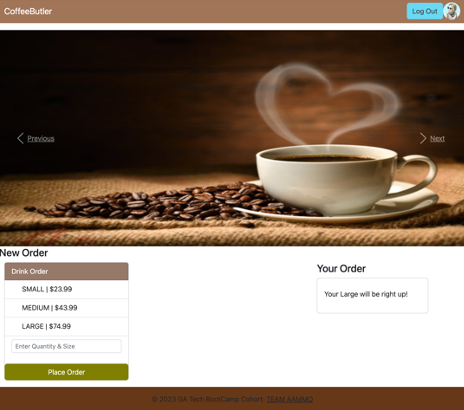 CoffeeButler
Log Out
Previous
Next
New Order
Drink Order
SMALL | $23.99
MEDIUM | $43.99
LARGE | $74.99
Enter Quantity & Size
Place Order
Your Order
Your Large will be right up!
© 2023 GA Tech BootCamp Cohort. TEAM AAMMO